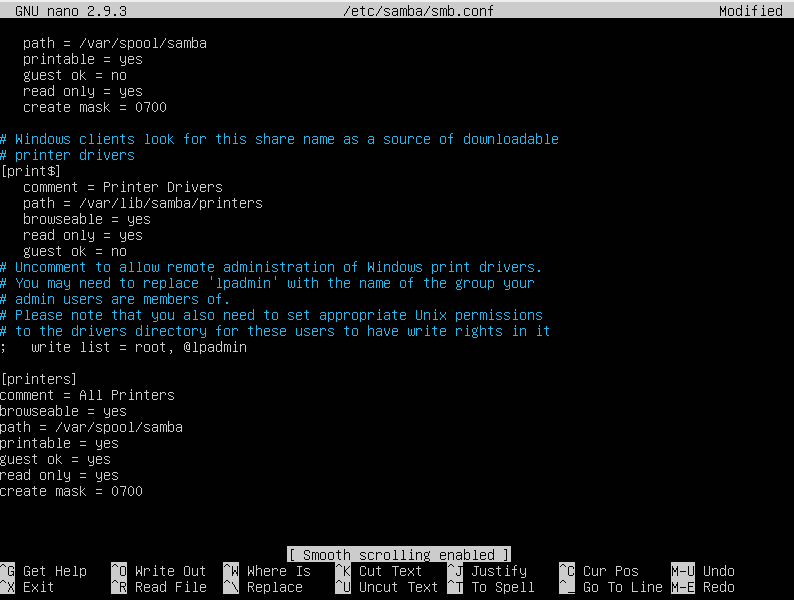 GNU nano 2.9.3 /etc/samba/smb.conf Modified
path = /var/spool/samba
printable = yes
guest ok = no
read only = yes
create mask = 0700
# Windows clients look for this share name as a source of downloadable
# printer drivers
[print$]
comment = Printer Drivers
path = /var/lib/samba/printers
browseable = yes
read only = yes
guest ok = no
# Uncomment to allow remote administration of Windows print drivers.
# You may need to replace 'lpadmin' with the name of the group your
# admin users are members of.
# Please note that you also need to set appropriate Unix permissions
# to the drivers directory for these users to have write rights in it
;   write list = root, @lpadmin
[printers]
comment = All Printers
browseable = yes
path = /var/spool/samba
printable = yes
guest ok = yes
read only = yes
create mask = 0700
[ Smooth scrolling enabled ]
^G Get Help ^O Write Out ^W Where Is ^K Cut Text ^J Justify ^C Cur Pos M-U Undo
^X Exit ^R Read File ^\ Replace ^U Uncut Text ^T To Spell ^_ Go To Line M-E Redo